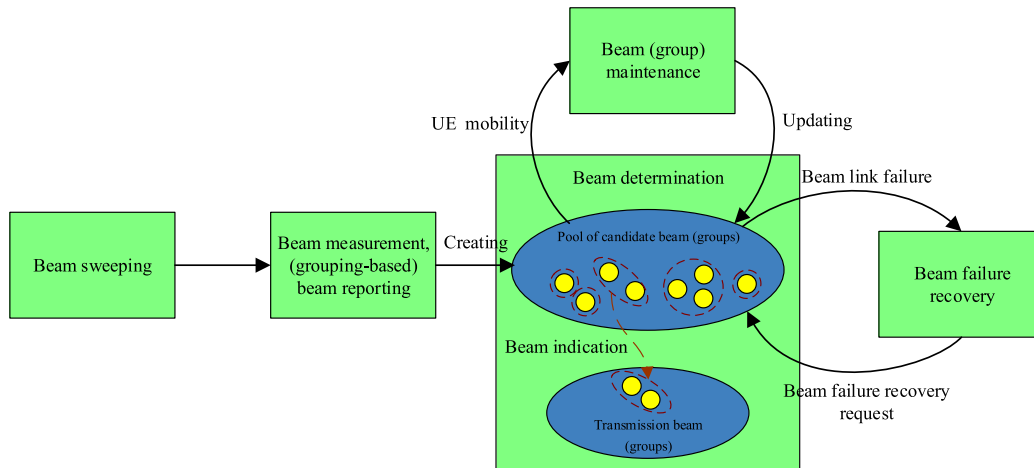 Beam (group)
maintenance
UE mobility
Updating
Beam determination
Beam link failure
Beam sweeping
Beam measurement,
(grouping-based)
beam reporting
Creating
Pool of candidate beam (groups)
Beam failure
recovery
Beam indication
Beam failure recovery
request
Transmission beam
(groups)